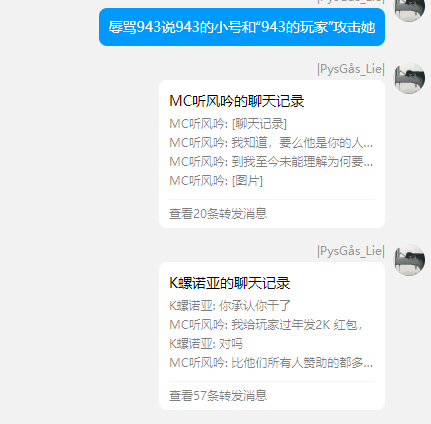 |PysGås_Lie|
辱骂943说943的小号和“943的玩家”攻击她
|PysGås_Lie|
MC听风吟的聊天记录
MC听风吟: [聊天记录]
MC听风吟: 我知道，要么他是你的人...
MC听风吟: 到我至今未能理解为何要...
MC听风吟: [图片]
查看20条转发消息
|PysGås_Lie|
K螺诺亚的聊天记录
K螺诺亚: 你承认你干了
MC听风吟: 我给玩家过年发2K 红包，
K螺诺亚: 对吗
MC听风吟: 比他们所有人赞助的都多...
查看57条转发消息